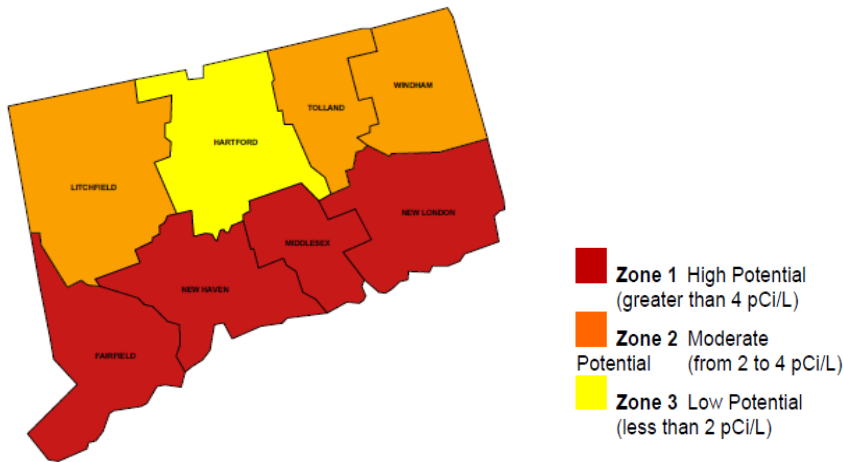 WINDHAM
TOLLAND
HARTFORD
LITCHFIELD
NEW LONDON
MIDDLESEX
NEW HAVEN
FAIRFIELD
Zone 1 High Potential
(greater than 4 pCi/L)
Zone 2 Moderate
Potential (from 2 to 4 pCi/L)
Zone 3 Low Potential
(less than 2 pCi/L)